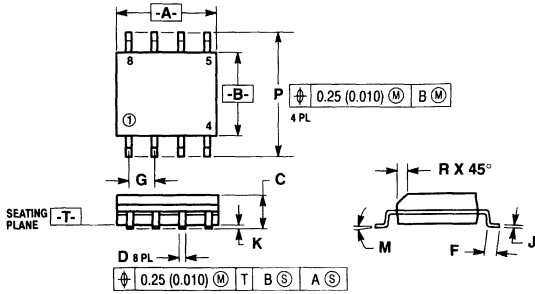 -A-
8 5
-B-
P
⌖ 0.25 (0.010) Ⓜ B Ⓜ
4 PL
① 4
G
C
R X 45°
SEATING
PLANE
-T-
K
M
F
J
D 8 PL
⌖ 0.25 (0.010) Ⓜ T B Ⓢ A Ⓢ